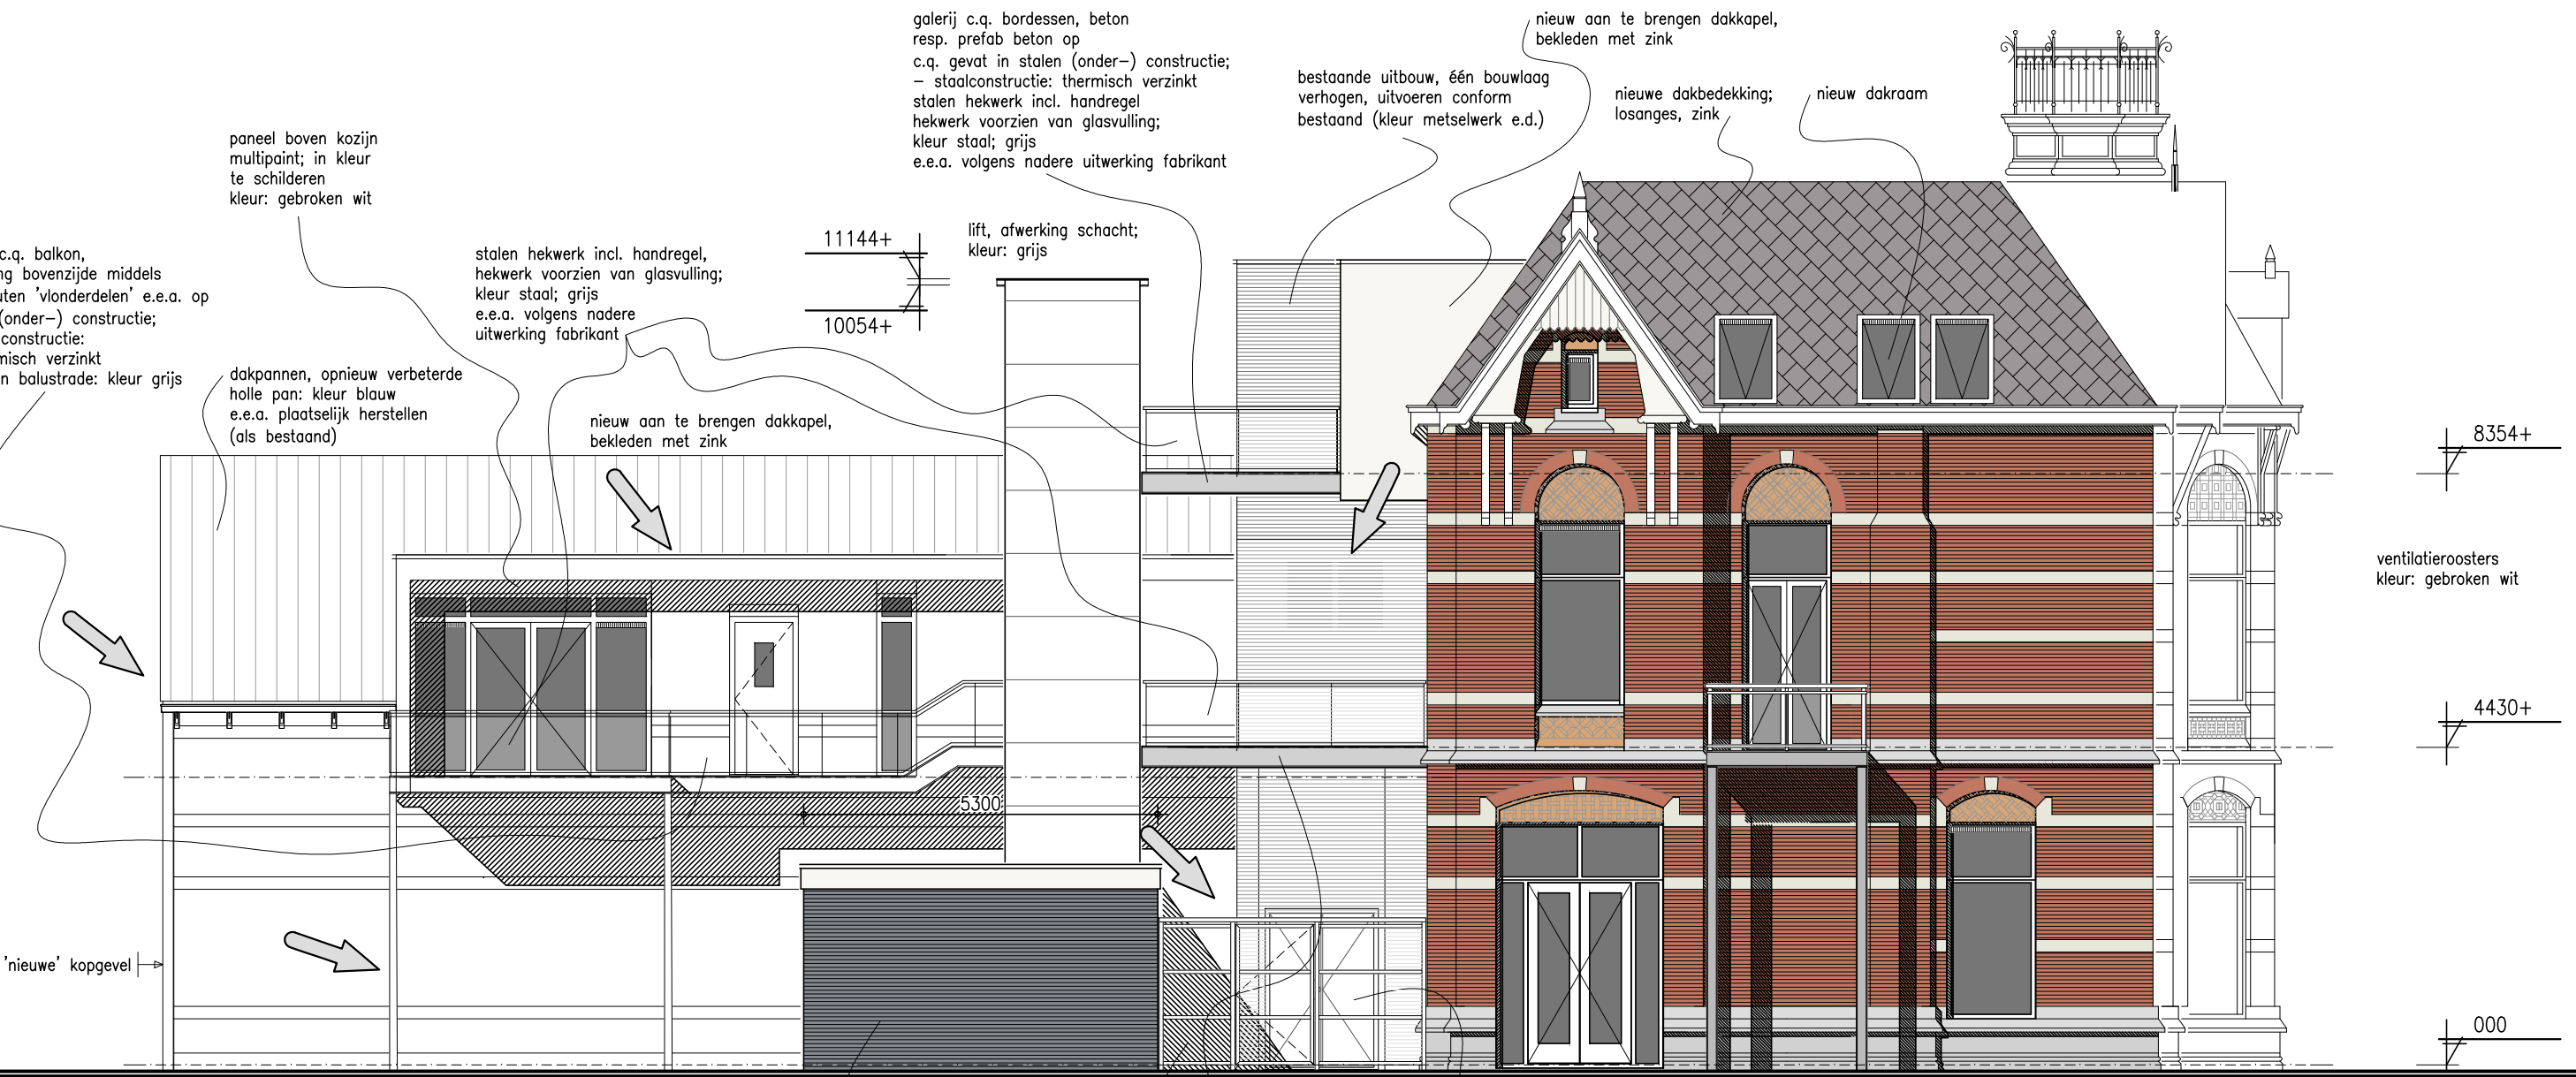 galerij c.q. bordessen, beton
resp. prefab beton op
c.q. gevat in stalen (onder–) constructie;
– staalconstructie: thermisch verzinkt
stalen hekwerk incl. handregel
hekwerk voorzien van glasvulling;
kleur staal; grijs
e.e.a. volgens nadere uitwerking fabrikant
nieuw aan te brengen dakkapel,
bekleden met zink
bestaande uitbouw, één bouwlaag
verhogen, uitvoeren conform
bestaand (kleur metselwerk e.d.)
nieuwe dakbedekking;
losanges, zink
nieuw dakraam
paneel boven kozijn
multipaint; in kleur
te schilderen
kleur: gebroken wit
c.q. balkon,
ng bovenzijde middels
uten 'vlonderdelen' e.e.a. op
(onder–) constructie;
constructie:
misch verzinkt
n balustrade: kleur grijs
stalen hekwerk incl. handregel,
hekwerk voorzien van glasvulling;
kleur staal; grijs
e.e.a. volgens nadere
uitwerking fabrikant
11144+
10054+
lift, afwerking schacht;
kleur: grijs
dakpannen, opnieuw verbeterde
holle pan: kleur blauw
e.e.a. plaatselijk herstellen
(als bestaand)
nieuw aan te brengen dakkapel,
bekleden met zink
8354+
ventilatieroosters
kleur: gebroken wit
4430+
5300
'nieuwe' kopgevel
000